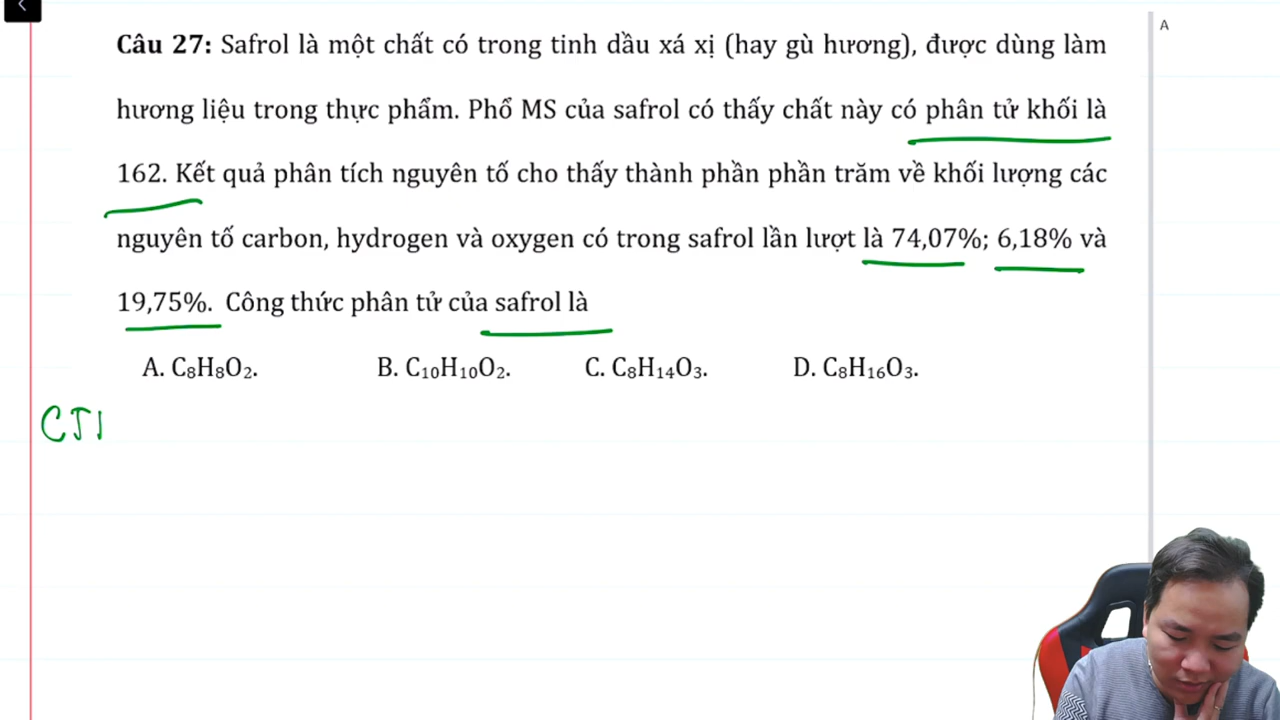 Câu 27: Safrol là một chất có trong tinh dầu xá xị (hay gù hương), được dùng làm
hương liệu trong thực phẩm. Phổ MS của safrol có thấy chất này có phân tử khối là
162. Kết quả phân tích nguyên tố cho thấy thành phần phần trăm về khối lượng các
nguyên tố carbon, hydrogen và oxygen có trong safrol lần lượt là 74,07%; 6,18% và
19,75%. Công thức phân tử của safrol là
A. C₈H₈O₂. B. C₁₀H₁₀O₂. C. C₈H₁₄O₃. D. C₈H₁₆O₃.
A